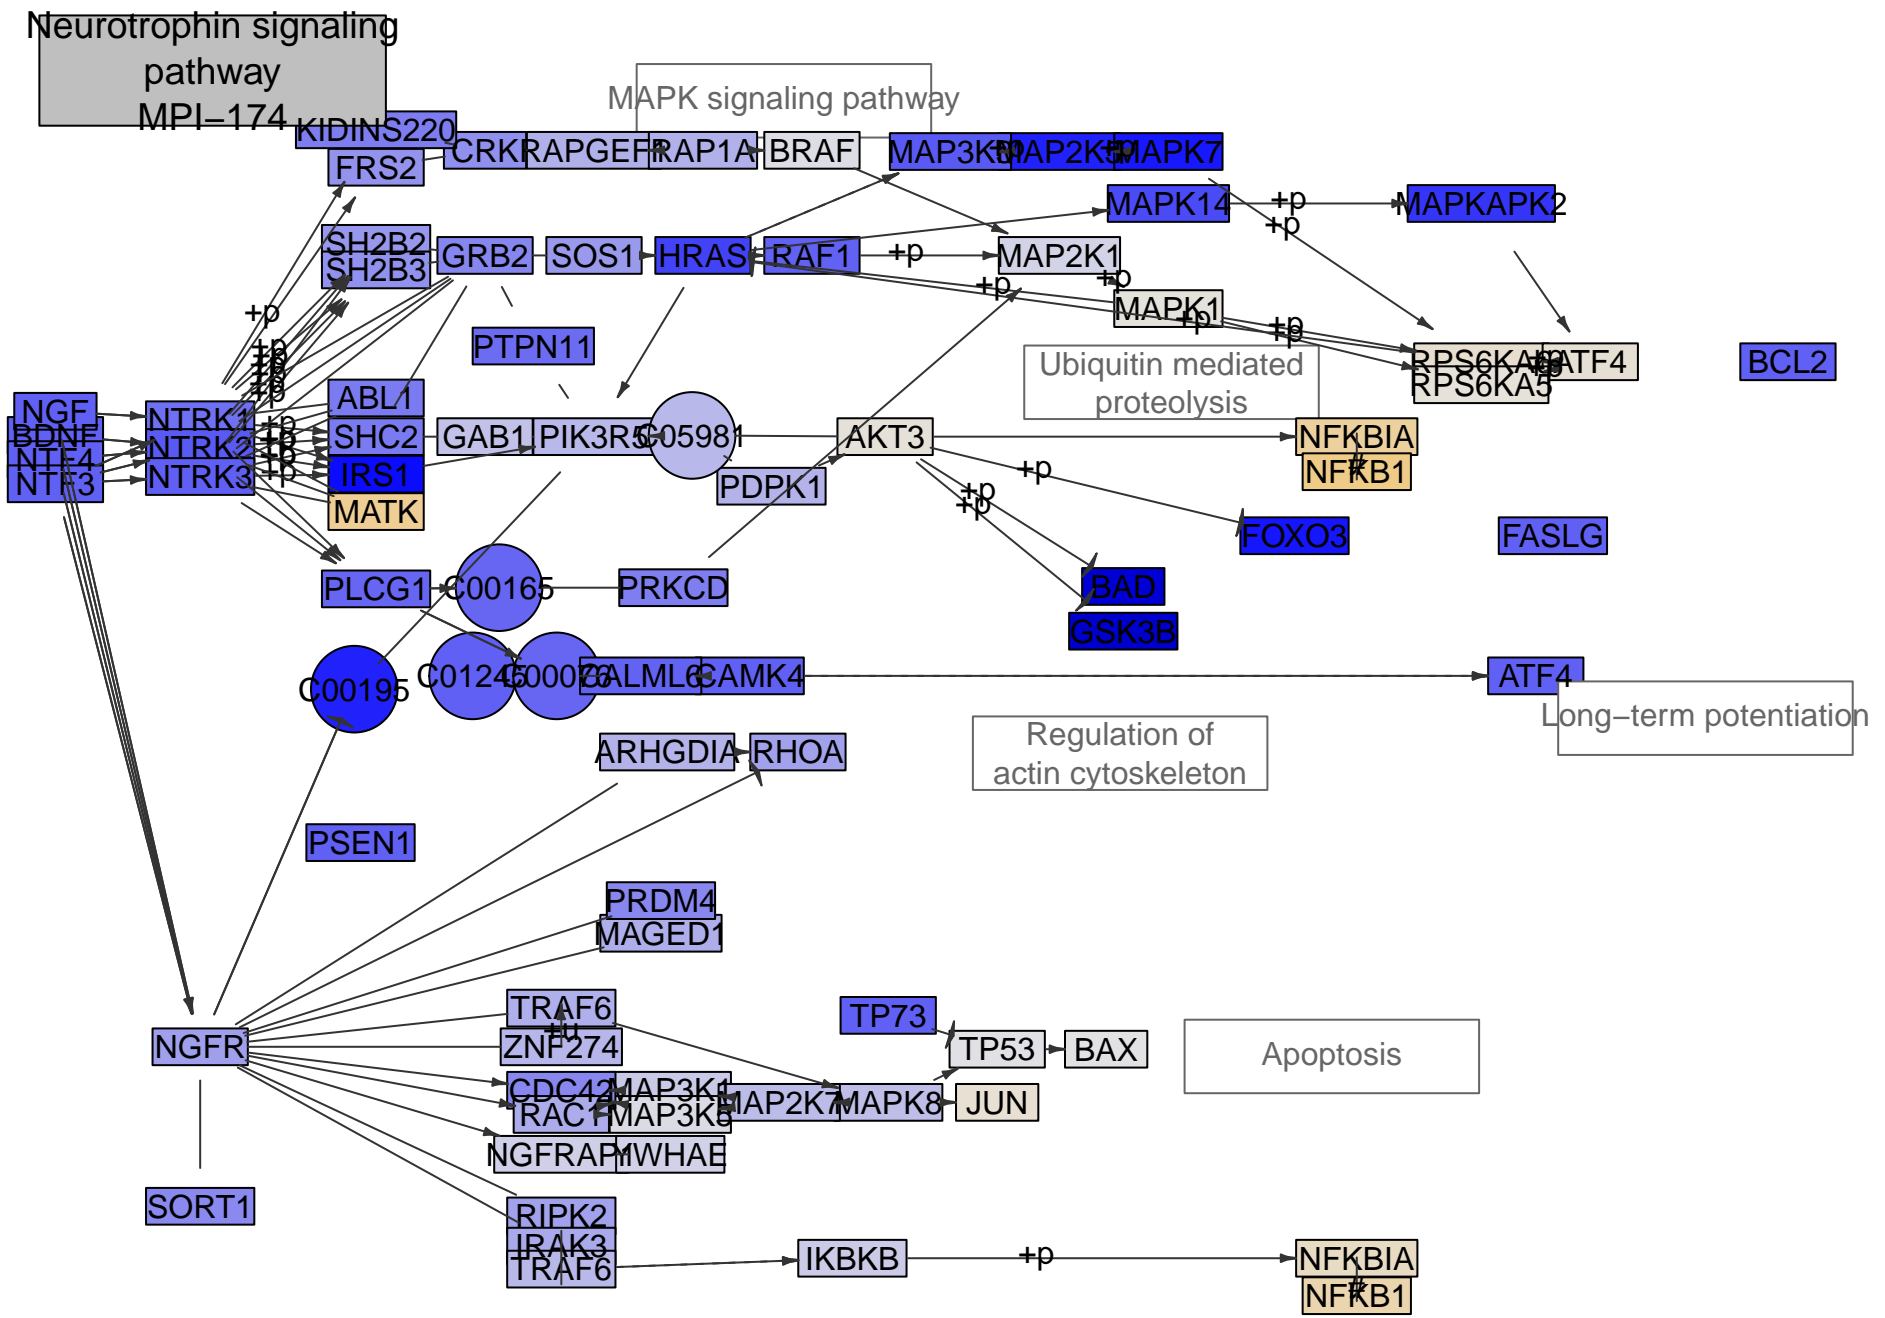 Neurotrophin signaling
pathway
MPI−174
MAPK signaling pathway
KIDINS220
FRS2
CRK
RAPGEF1
RAP1A
BRAF
MAP3K3
+p
MAP2K5
+p
MAPK7
MAPK14
+p
MAPKAPK2
+p
SH2B2
SH2B3
GRB2
SOS1
HRAS
RAF1
+p
MAP2K1
+p
+p
MAPK1
+p
+p
+p
+p
PTPN11
Ubiquitin mediated
proteolysis
RPS6KA6
RPS6KA5
+p
+p
ATF4
BCL2
+p
+p
+p
+p
+p
NGF
BDNF
NTF4
NTF3
NTRK1
NTRK2
NTRK3
+p
+p
+p
+p
ABL1
SHC2
IRS1
MATK
GAB1
PIK3R5
C05981
PDPK1
AKT3
+p
+p
+p
NFKBIA
NFKB1
FOXO3
FASLG
BAD
GSK3B
PLCG1
C00165
PRKCD
C00195
C01245
C00076
CALML6
CAMK4
ATF4
Long−term potentiation
Regulation of
actin cytoskeleton
ARHGDIA
RHOA
PSEN1
PRDM4
MAGED1
TRAF6
+u
ZNF274
NGFR
CDC42
RAC1
MAP3K1
MAP3K5
MAP2K7
MAPK8
JUN
TP73
TP53
BAX
Apoptosis
NGFRAP1
YWHAE
SORT1
RIPK2
IRAK3
TRAF6
IKBKB
+p
NFKBIA
NFKB1